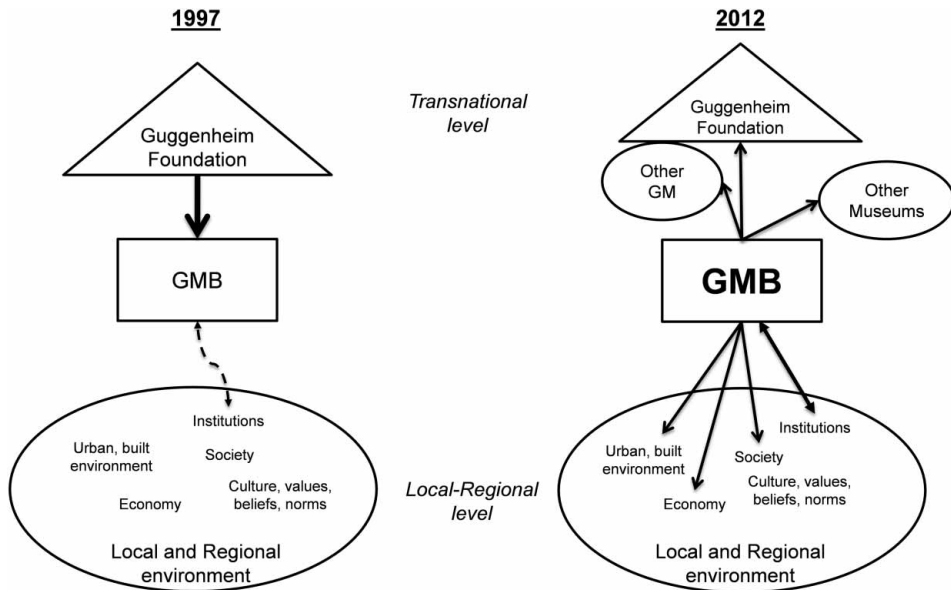 1997
Guggenheim
Foundation
GMB
Institutions
Urban, built
environment
Society
Economy
Culture, values,
beliefs, norms
Local and Regional
environment
Transnational
level
Local-Regional
level
2012
Guggenheim
Foundation
Other
GM
Other
Museums
GMB
Institutions
Urban, built
environment
Society
Economy
Culture, values,
beliefs, norms
Local and Regional
environment